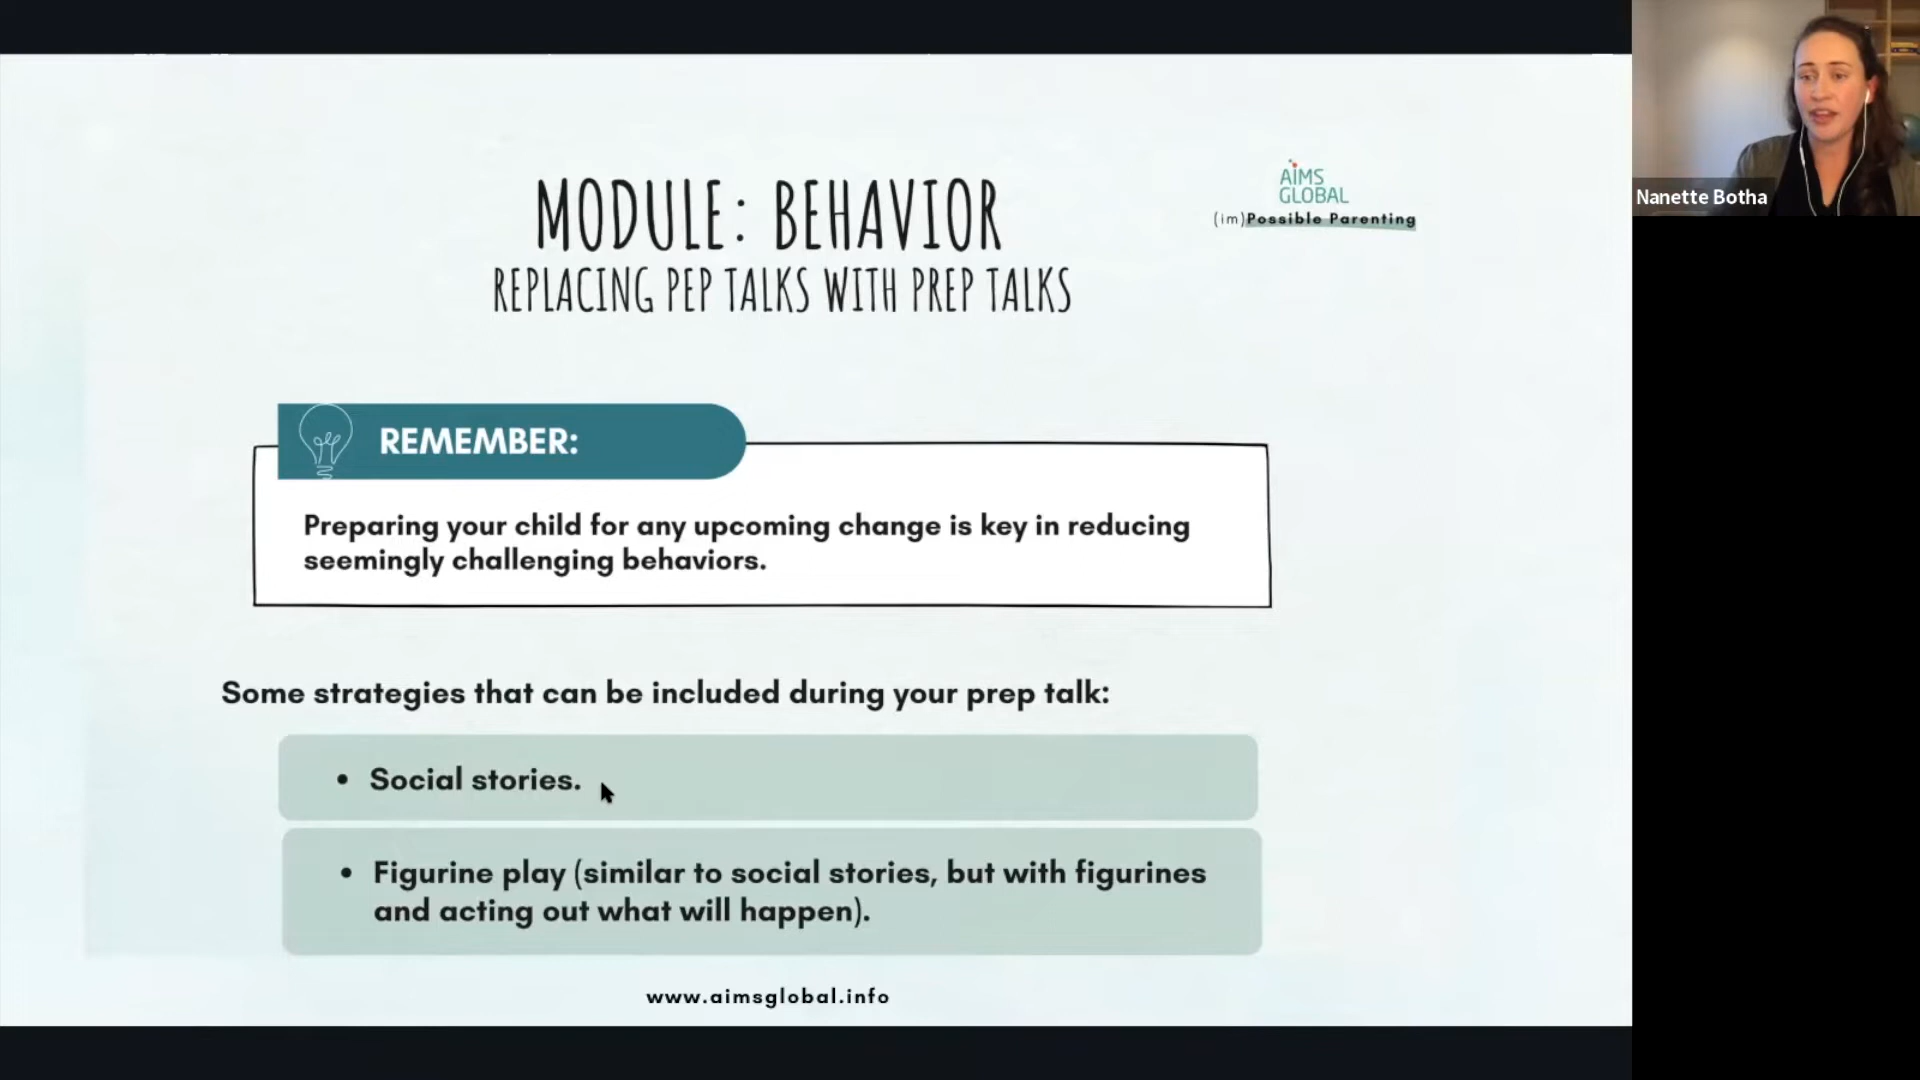 MODULE: BEHAVIOR
REPLACING PEP TALKS WITH PREP TALKS
AIMS
GLOBAL
(im)Possible Parenting
Nanette Botha
REMEMBER:
Preparing your child for any upcoming change is key in reducing
seemingly challenging behaviors.
Some strategies that can be included during your prep talk:
• Social stories.
• Figurine play (similar to social stories, but with figurines
and acting out what will happen).
www.aimsglobal.info